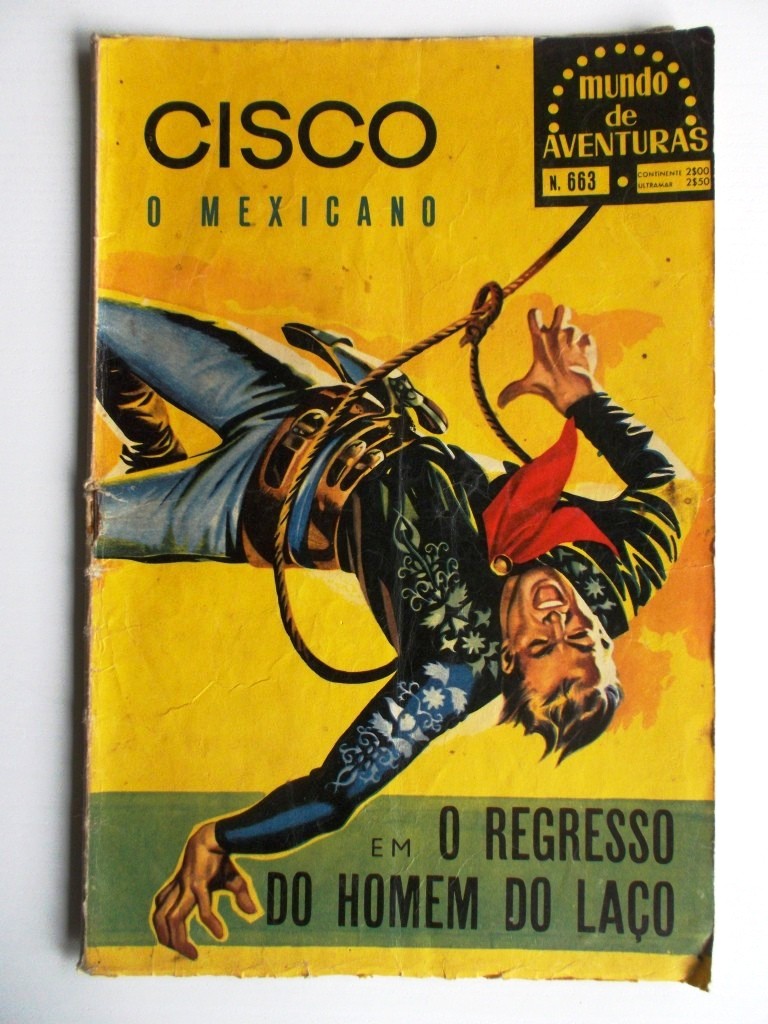 CISCO
O MEXICANO
mundo
de
AVENTURAS
N. 663
CONTINENTE 2$00
ULTRAMAR 2$50
EM O REGRESSO
DO HOMEM DO LAÇO